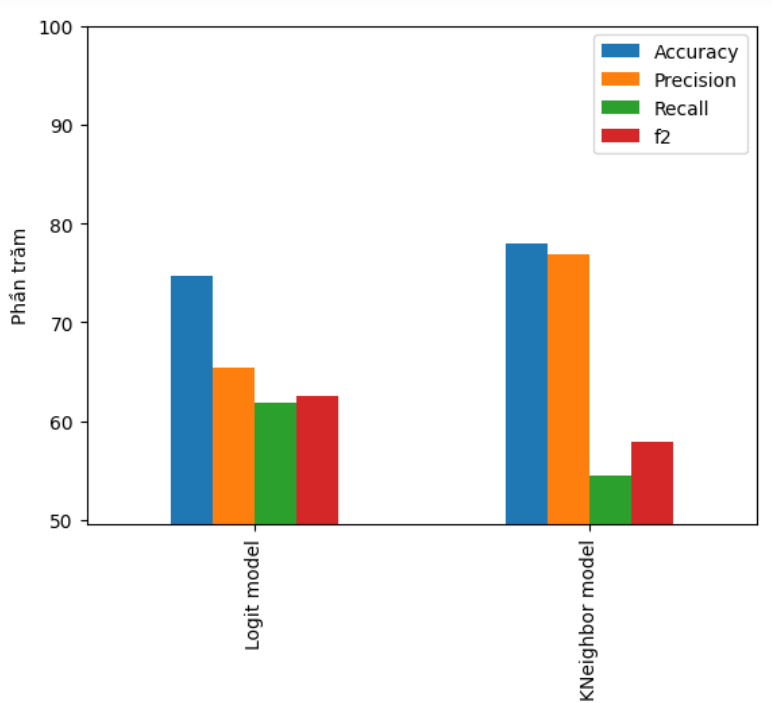 100
90
80
70
60
50
Phần trăm
Accuracy
Precision
Recall
f2
Logit model
KNeighbor model